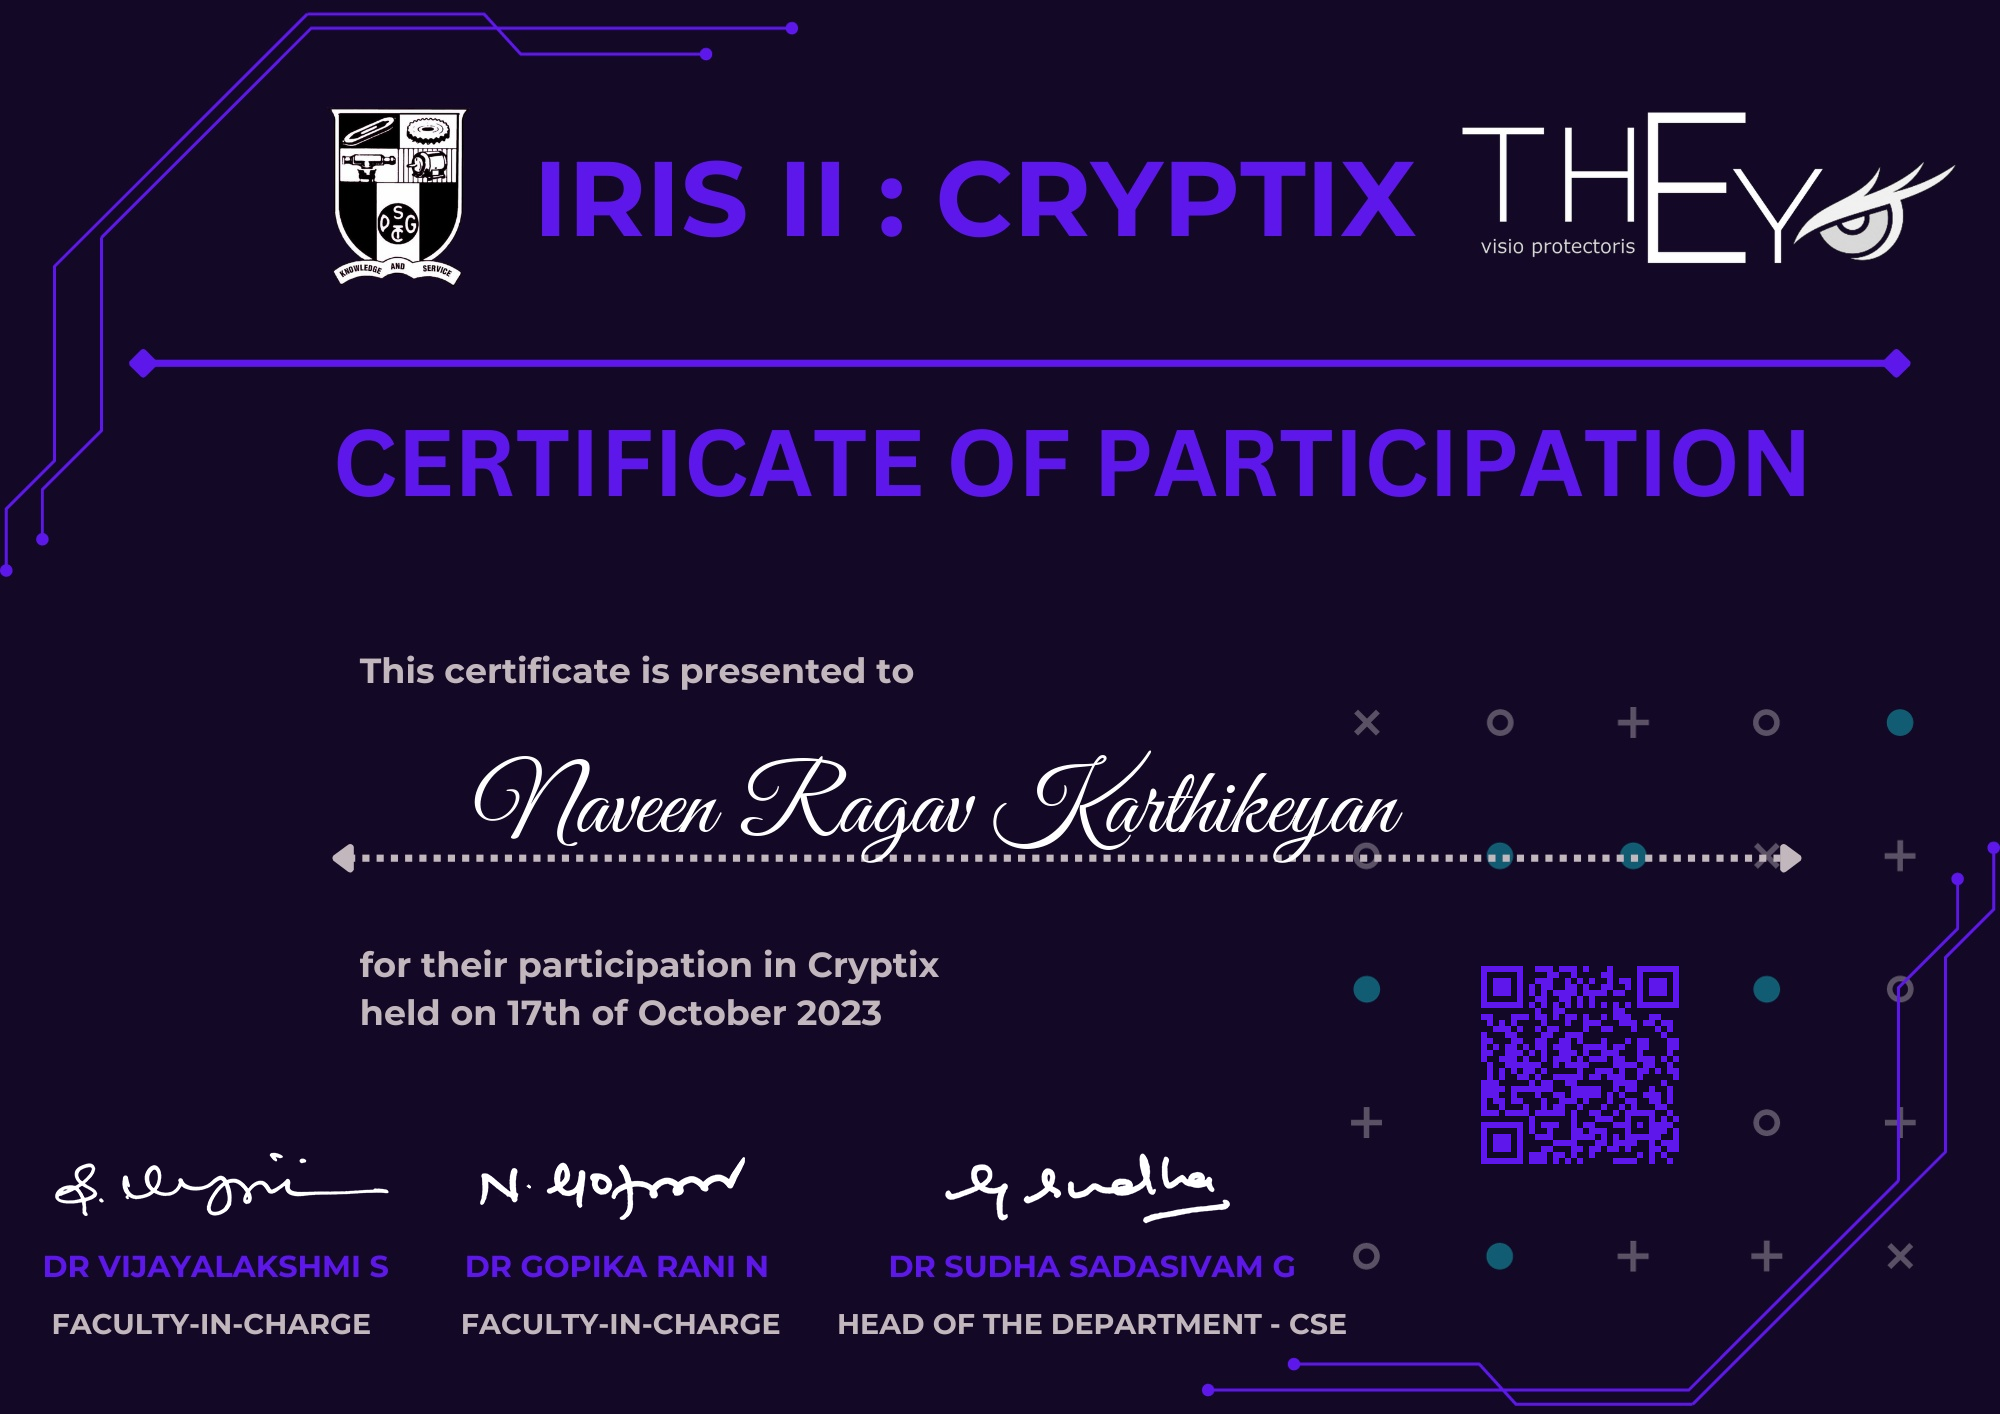 KNOWLEDGE AND SERVICE
IRIS II : CRYPTIX
THEY
visio protectoris
CERTIFICATE OF PARTICIPATION
This certificate is presented to
Naveen Ragav Karthikeyan
for their participation in Cryptix
held on 17th of October 2023
N.
G Sudha
DR VIJAYALAKSHMI S
DR GOPIKA RANI N
DR SUDHA SADASIVAM G
FACULTY-IN-CHARGE
FACULTY-IN-CHARGE
HEAD OF THE DEPARTMENT - CSE